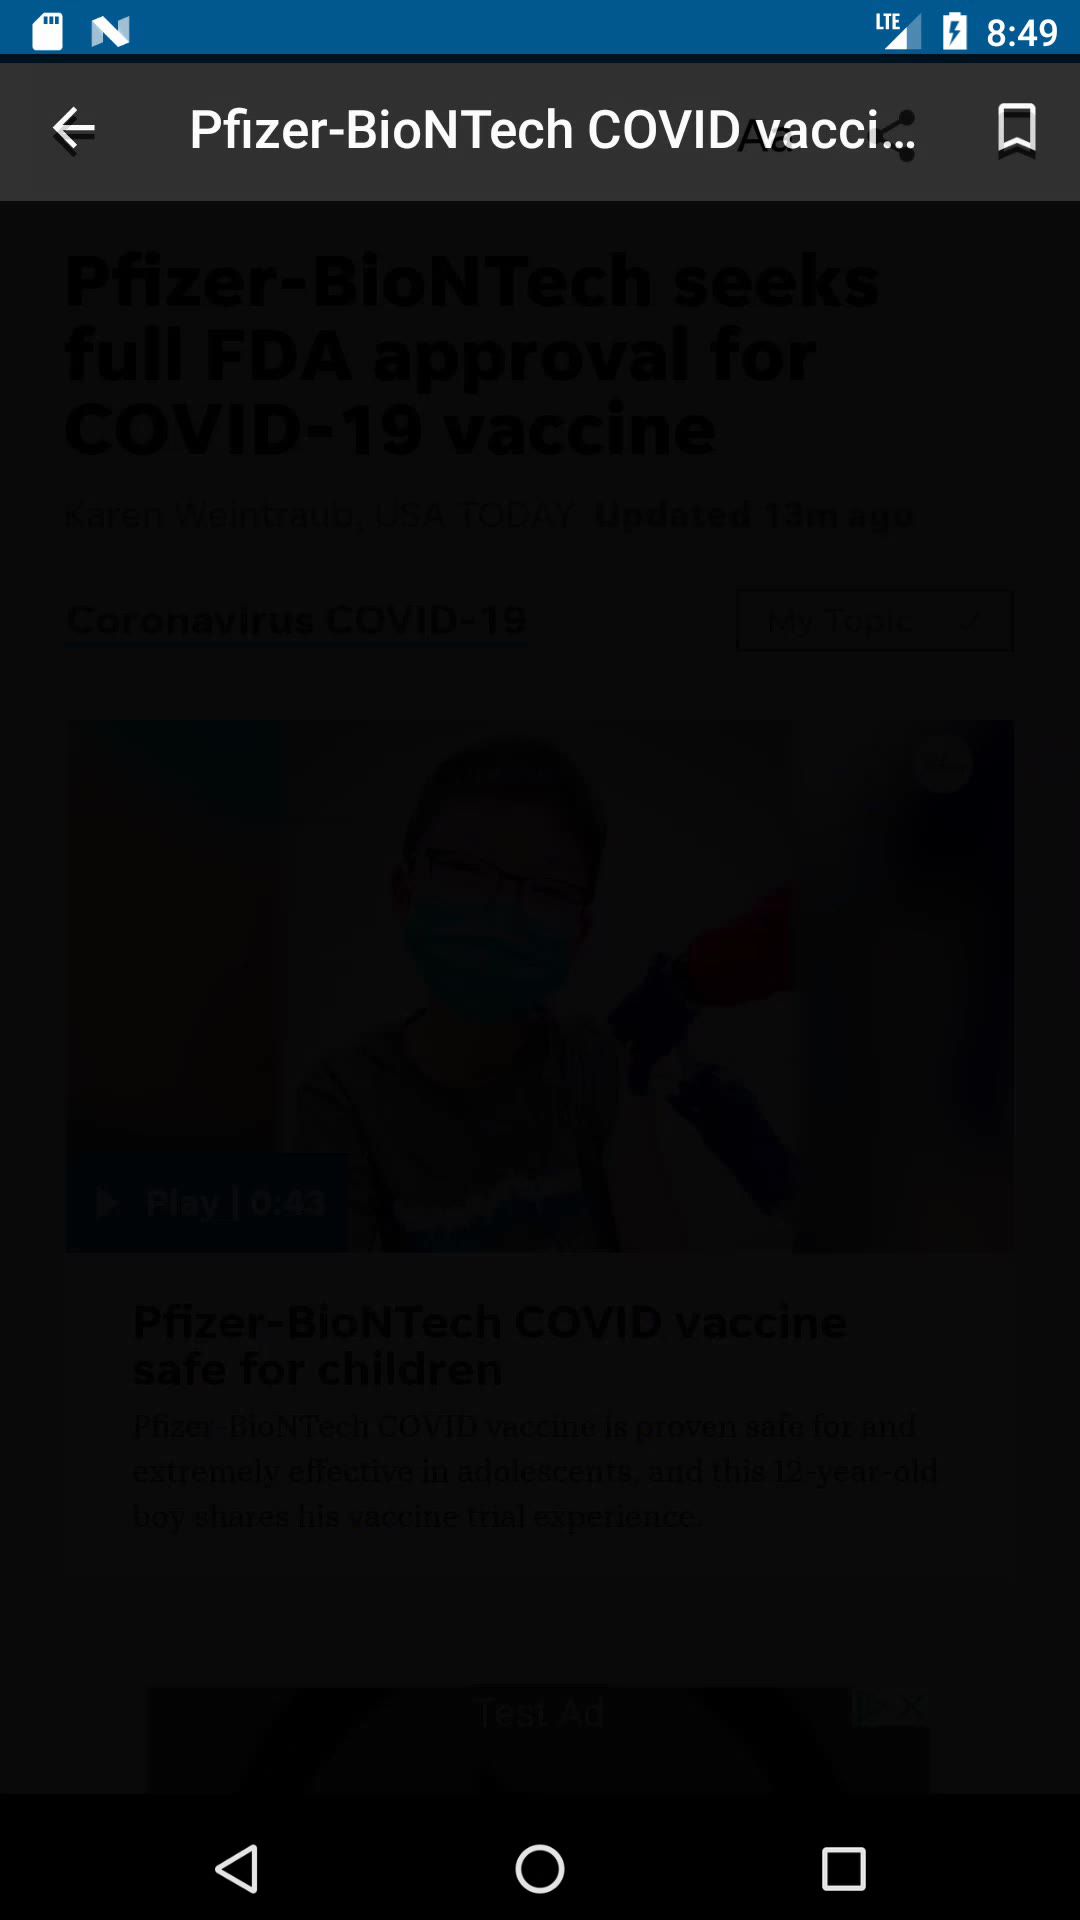 LTE 8:49
Pfizer-BioNTech COVID vacci...
Aa
Pfizer-BioNTech seeks
full FDA approval for
COVID-19 vaccine
Karen Weintraub, USA TODAY Updated 13m ago
Coronavirus COVID-19 My Topic
Play | 0:43
Pfizer-BioNTech COVID vaccine
safe for children
Pfizer-BioNTech COVID vaccine is proven safe for and
extremely effective in adolescents, and this 12-year-old
boy shares his vaccine trial experience.
Test Ad